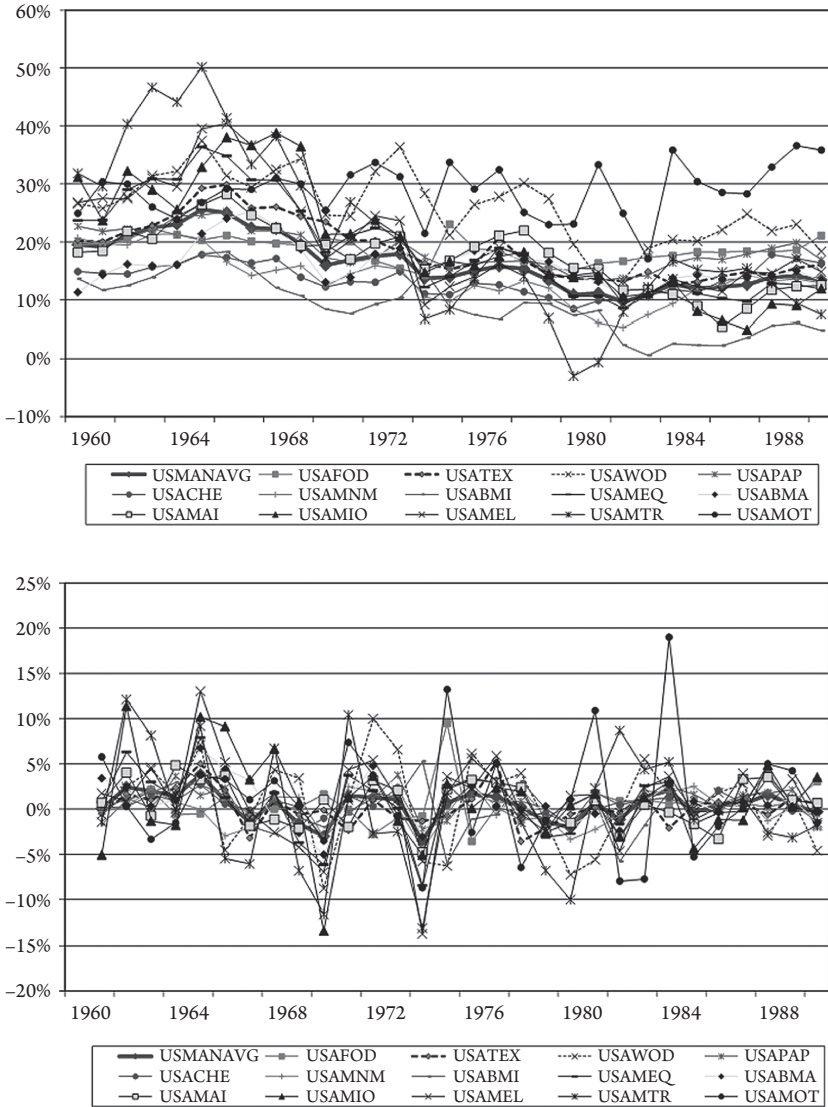 60%
50%
40%
30%
20%
10%
0%
–10%
1960 1964 1968 1972 1976 1980 1984 1988
USMANAVG USAFOD USATEX USAWOD USAPAP
USACHE USAMNM USABMI USAMEQ USABMA
USAMAI USAMIO USAMEL USAMTR USAMOT
25%
20%
15%
10%
5%
0%
–5%
–10%
–15%
–20%
1960 1964 1968 1972 1976 1980 1984 1988
USMANAVG USAFOD USATEX USAWOD USAPAP
USACHE USAMNM USABMI USAMEQ USABMA
USAMAI USAMIO USAMEL USAMTR USAMOT